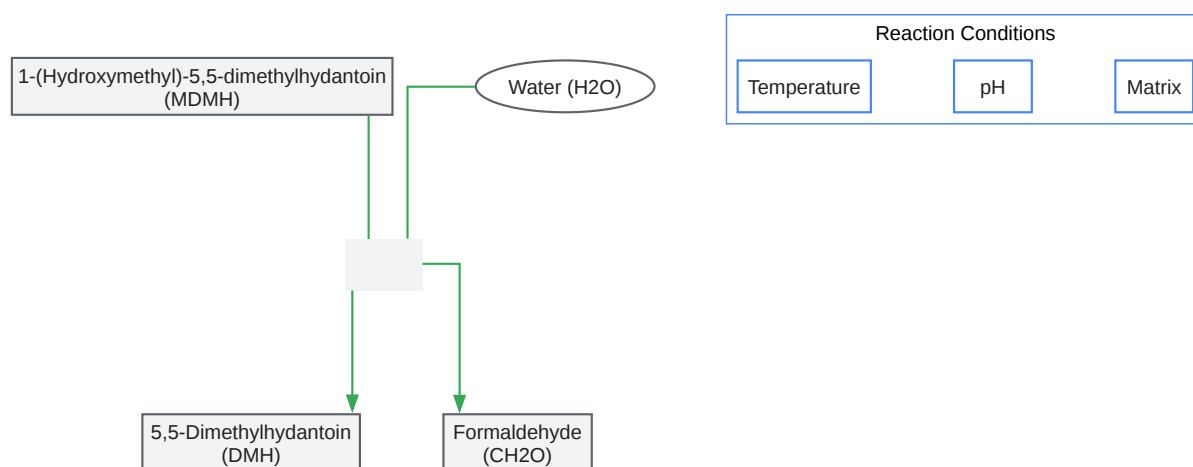 Reaction Conditions
1-(Hydroxymethyl)-5,5-dimethylhydantoin
(MDMH)
Water (H2O)
Temperature
pH
Matrix
5,5-Dimethylhydantoin
(DMH)
Formaldehyde
(CH2O)